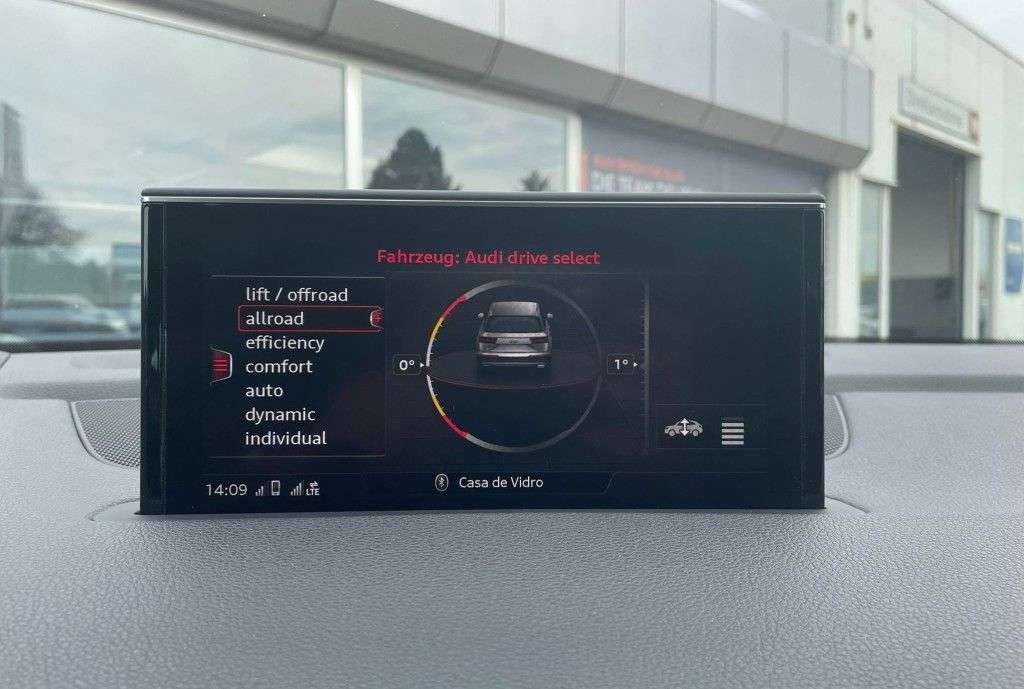 Fahrzeug: Audi drive select
lift / offroad
allroad
efficiency
comfort
auto
dynamic
individual
0°
1°
14:09
LTE
Casa de Vidro